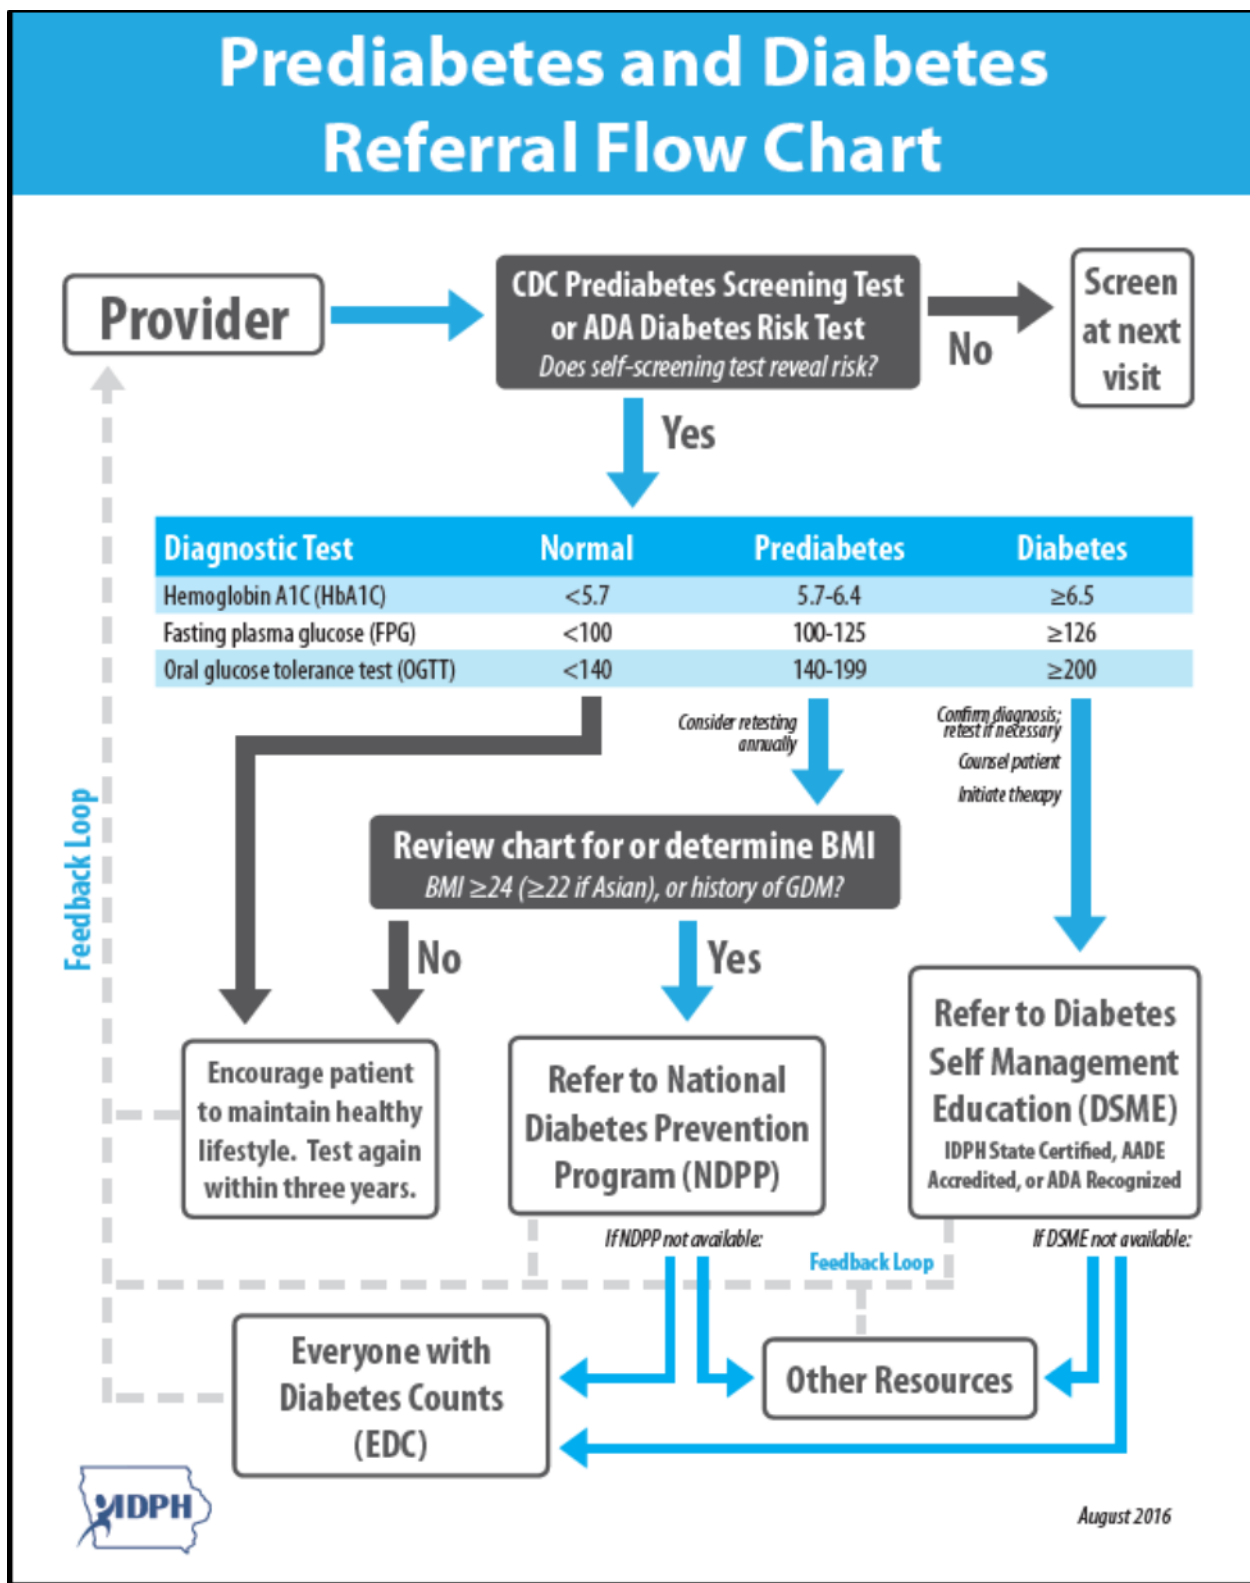 Prediabetes and Diabetes
Referral Flow Chart
Provider
CDC Prediabetes Screening Test
or ADA Diabetes Risk Test
Does self-screening test reveal risk?
No
Screen
at next
visit
Yes
Diagnostic Test Normal Prediabetes Diabetes
Hemoglobin A1C (HbA1C) <5.7 5.7-6.4 ≥6.5
Fasting plasma glucose (FPG) <100 100-125 ≥126
Oral glucose tolerance test (OGTT) <140 140-199 ≥200
Consider retesting
annually
Confirm diagnosis;
retest if necessary
Counsel patient
Initiate therapy
Feedback Loop
Review chart for or determine BMI
BMI ≥24 (≥22 if Asian), or history of GDM?
No
Yes
Encourage patient
to maintain healthy
lifestyle. Test again
within three years.
Refer to National
Diabetes Prevention
Program (NDPP)
Refer to Diabetes
Self Management
Education (DSME)
IDPH State Certified, AADE
Accredited, or ADA Recognized
If NDPP not available:
If DSME not available:
Feedback Loop
Everyone with
Diabetes Counts
(EDC)
Other Resources
IDPH
August 2016